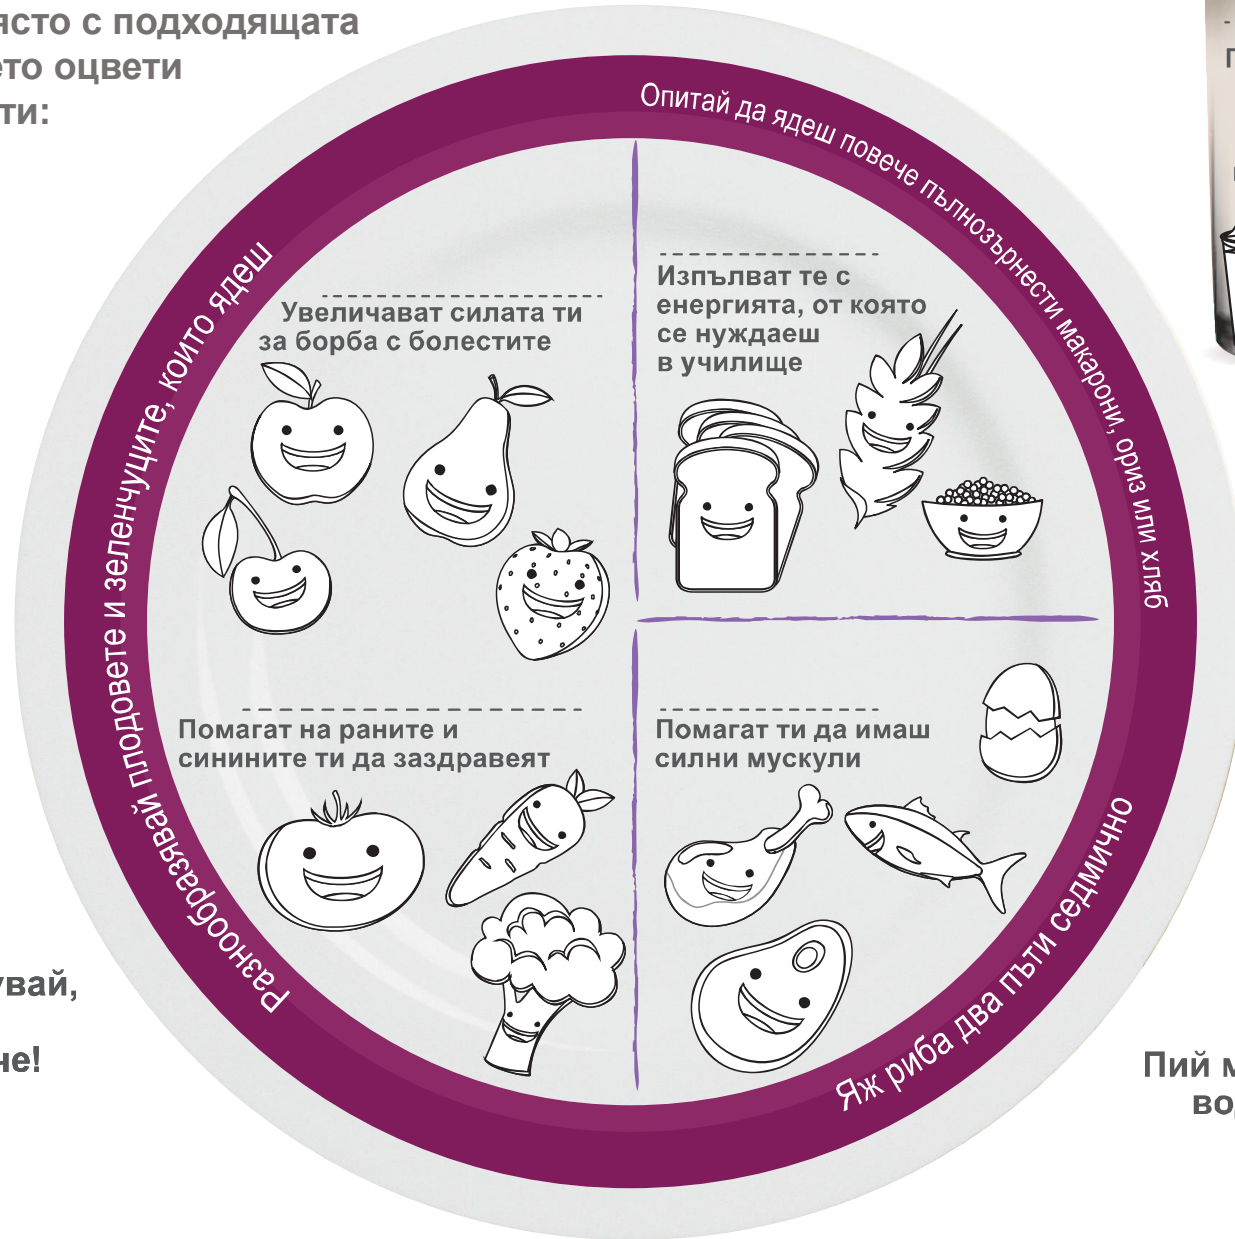 ясто с подходящата
ето оцвети
ти:
Опитай да ядеш повече пълнозърнести макарони, ориз или хляб
Разнообразявай плодовете и зеленчуците, които ядеш
Увеличават силата ти
за борба с болестите
Изпълват те с
енергията, от която
се нуждаеш
в училище
Помагат на раните и
синините ти да заздравеят
Помагат ти да имаш
силни мускули
Яж риба два пъти седмично
увай,
не!
Пий м
во